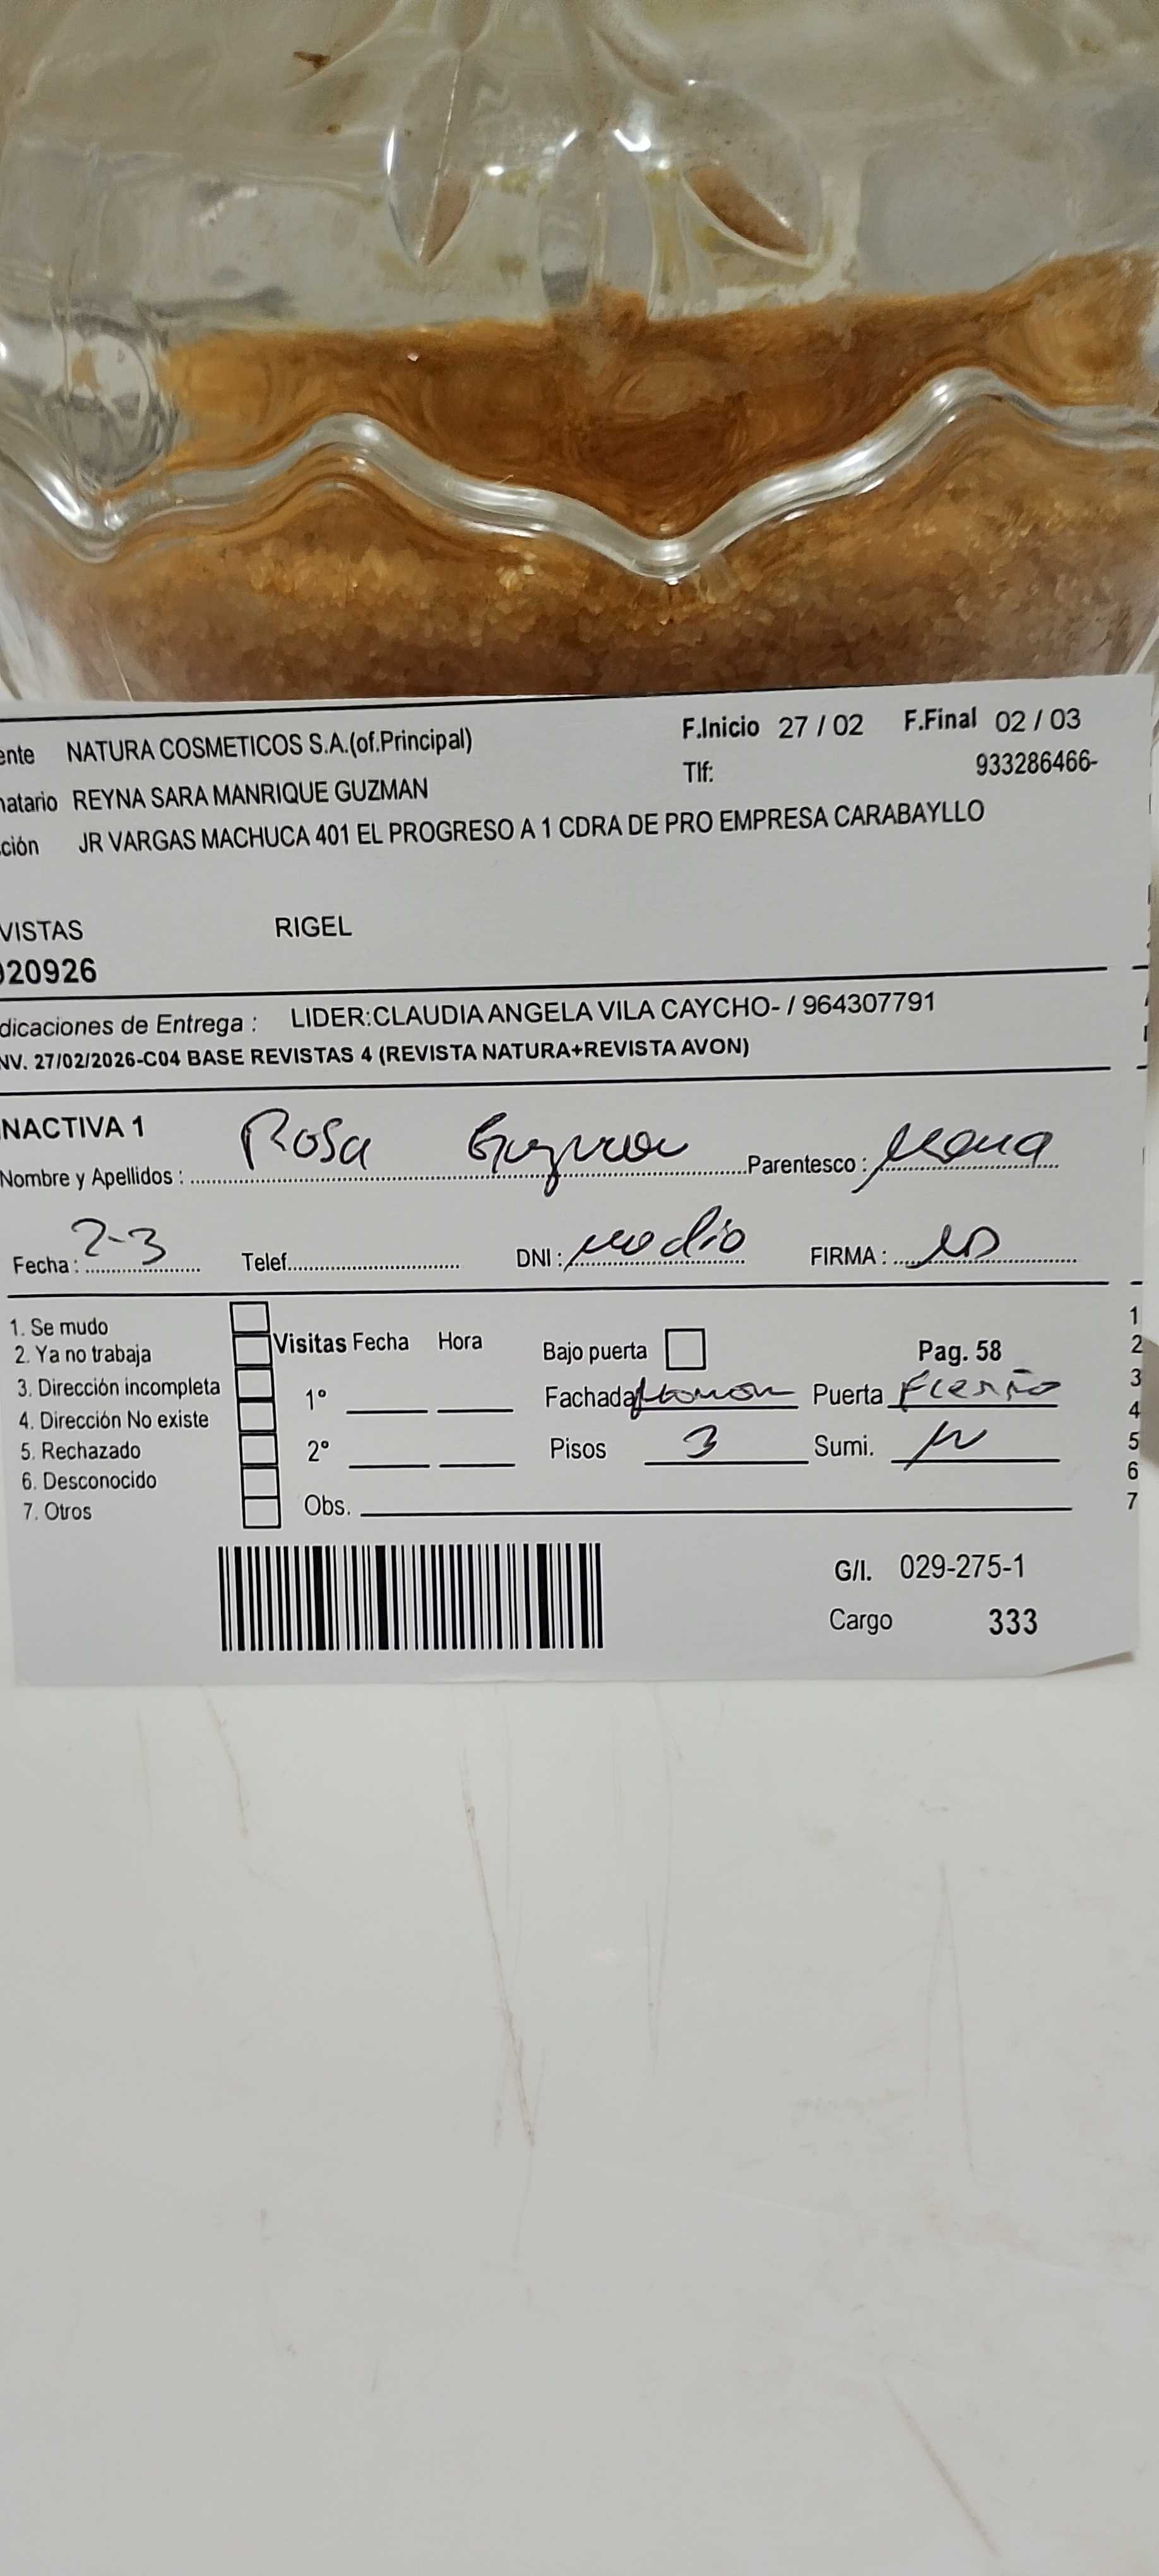 ente NATURA COSMETICOS S.A.(of.Principal) F.Inicio 27 / 02 F.Final 02 / 03
natario REYNA SARA MANRIQUE GUZMAN Tlf: 933286466-
ción JR VARGAS MACHUCA 401 EL PROGRESO A 1 CDRA DE PRO EMPRESA CARABAYLLO
VISTAS RIGEL
020926
dicaciones de Entrega : LIDER:CLAUDIA ANGELA VILA CAYCHO- / 964307791
NV. 27/02/2026-C04 BASE REVISTAS 4 (REVISTA NATURA+REVISTA AVON)
NACTIVA 1
Nombre y Apellidos : Rosa Guzman Parentesco :
Fecha : 2-3 Telef. DNI : FIRMA :
1. Se mudo
2. Ya no trabaja
3. Dirección incompleta
4. Dirección No existe
5. Rechazado
6. Desconocido
7. Otros
Visitas Fecha Hora Bajo puerta Pag. 58
1° Fachada Puerta
2° Pisos 3 Sumi.
Obs.
1
2
3
4
5
6
7
G/I. 029-275-1
Cargo 333